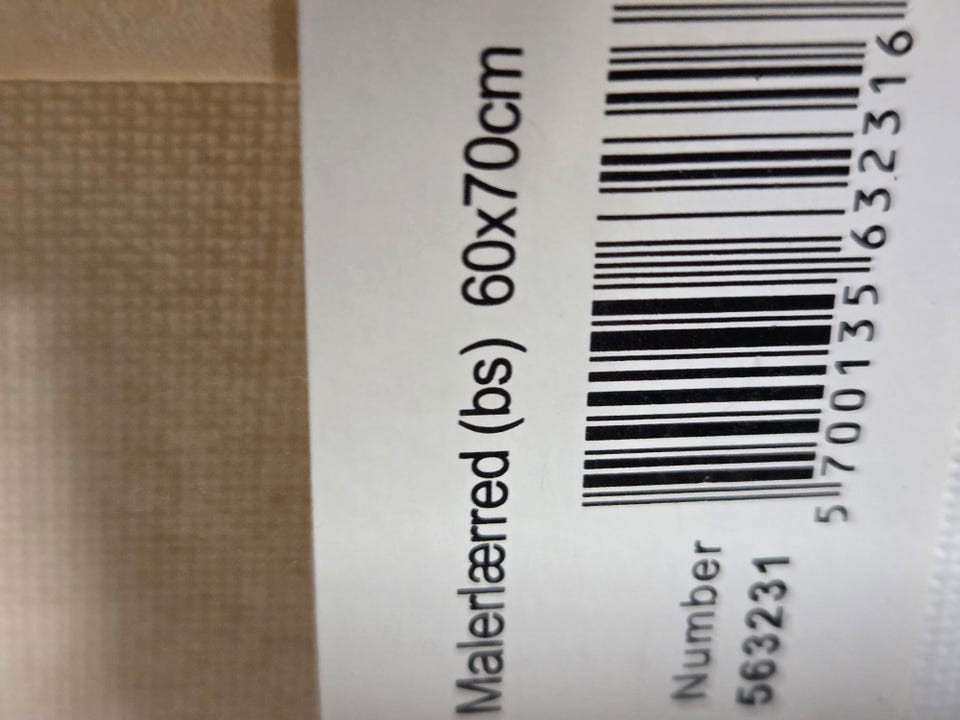 Malerlærred (bs) 60x70cm
Number
563231
5 700135 632316